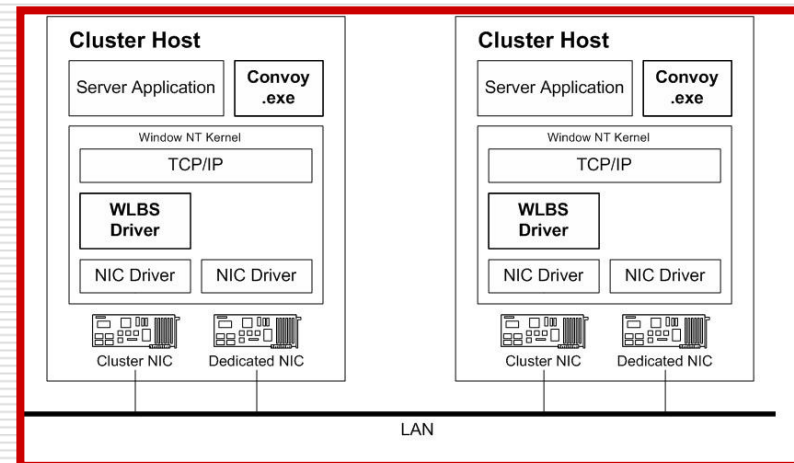 Cluster Host
Server Application
Convoy
.exe
Window NT Kernel
TCP/IP
WLBS
Driver
NIC Driver
NIC Driver
Cluster NIC
Dedicated NIC
Cluster Host
Server Application
Convoy
.exe
Window NT Kernel
TCP/IP
WLBS
Driver
NIC Driver
NIC Driver
Cluster NIC
Dedicated NIC
LAN